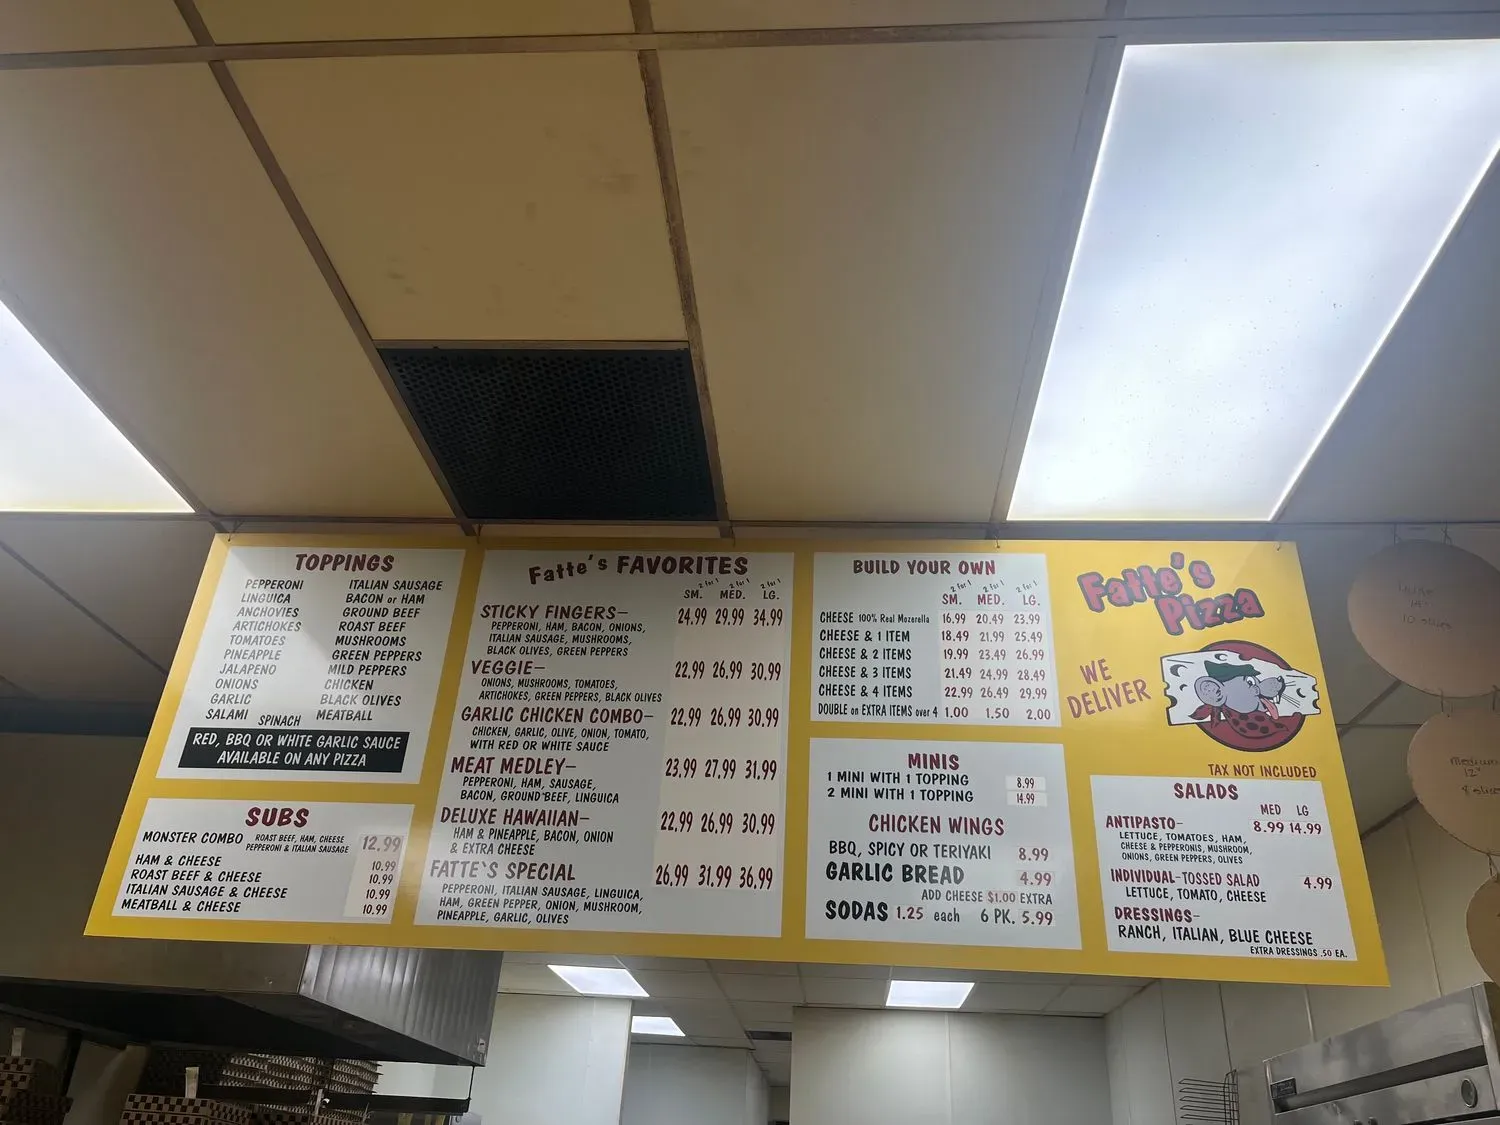 TOPPINGS
PEPPERONI ITALIAN SAUSAGE
LINGUICA BACON or HAM
ANCHOVIES GROUND BEEF
ARTICHOKES ROAST BEEF
TOMATOES MUSHROOMS
PINEAPPLE GREEN PEPPERS
JALAPENO MILD PEPPERS
ONIONS CHICKEN
GARLIC BLACK OLIVES
SALAMI SPINACH MEATBALL
RED, BBQ OR WHITE GARLIC SAUCE
AVAILABLE ON ANY PIZZA
SUBS
MONSTER COMBO ROAST BEEF, HAM, CHEESE 12.99
PEPPERONI & ITALIAN SAUSAGE
HAM & CHEESE 10.99
ROAST BEEF & CHEESE 10.99
ITALIAN SAUSAGE & CHEESE 10.99
MEATBALL & CHEESE 10.99
Fatte's FAVORITES
2 for 1 2 for 1 2 for 1
SM. MED. LG.
STICKY FINGERS- 24.99 29.99 34.99
PEPPERONI, HAM, BACON, ONIONS,
ITALIAN SAUSAGE, MUSHROOMS,
BLACK OLIVES, GREEN PEPPERS
VEGGIE- 22.99 26.99 30.99
ONIONS, MUSHROOMS, TOMATOES,
ARTICHOKES, GREEN PEPPERS, BLACK OLIVES
GARLIC CHICKEN COMBO- 22.99 26.99 30.99
CHICKEN, GARLIC, OLIVE, ONION, TOMATO,
WITH RED OR WHITE SAUCE
MEAT MEDLEY- 23.99 27.99 31.99
PEPPERONI, HAM, SAUSAGE,
BACON, GROUND BEEF, LINGUICA
DELUXE HAWAIIAN- 22.99 26.99 30.99
HAM & PINEAPPLE, BACON, ONION
& EXTRA CHEESE
FATTE`S SPECIAL 26.99 31.99 36.99
PEPPERONI, ITALIAN SAUSAGE, LINGUICA,
HAM, GREEN PEPPER, ONION, MUSHROOM,
PINEAPPLE, GARLIC, OLIVES
BUILD YOUR OWN
2 for 1 2 for 1 2 for 1
SM. MED. LG.
CHEESE 100% Real Mozerella 16.99 20.49 23.99
CHEESE & 1 ITEM 18.49 21.99 25.49
CHEESE & 2 ITEMS 19.99 23.49 26.99
CHEESE & 3 ITEMS 21.49 24.99 28.49
CHEESE & 4 ITEMS 22.99 26.49 29.99
DOUBLE on EXTRA ITEMS over 4 1.00 1.50 2.00
MINIS
1 MINI WITH 1 TOPPING 8.99
2 MINI WITH 1 TOPPING 14.99
CHICKEN WINGS
BBQ, SPICY OR TERIYAKI 8.99
GARLIC BREAD 4.99
ADD CHEESE $1.00 EXTRA
SODAS 1.25 each 6 PK. 5.99
Fatte's
Pizza
WE
DELIVER
TAX NOT INCLUDED
SALADS
MED LG
ANTIPASTO- 8.99 14.99
LETTUCE, TOMATOES, HAM,
CHEESE & PEPPERONIS, MUSHROOM,
ONIONS, GREEN PEPPERS, OLIVES
INDIVIDUAL-TOSSED SALAD 4.99
LETTUCE, TOMATO, CHEESE
DRESSINGS-
RANCH, ITALIAN, BLUE CHEESE
EXTRA DRESSINGS .50 EA.
14"
10 slices
Medium
12"
8 slices